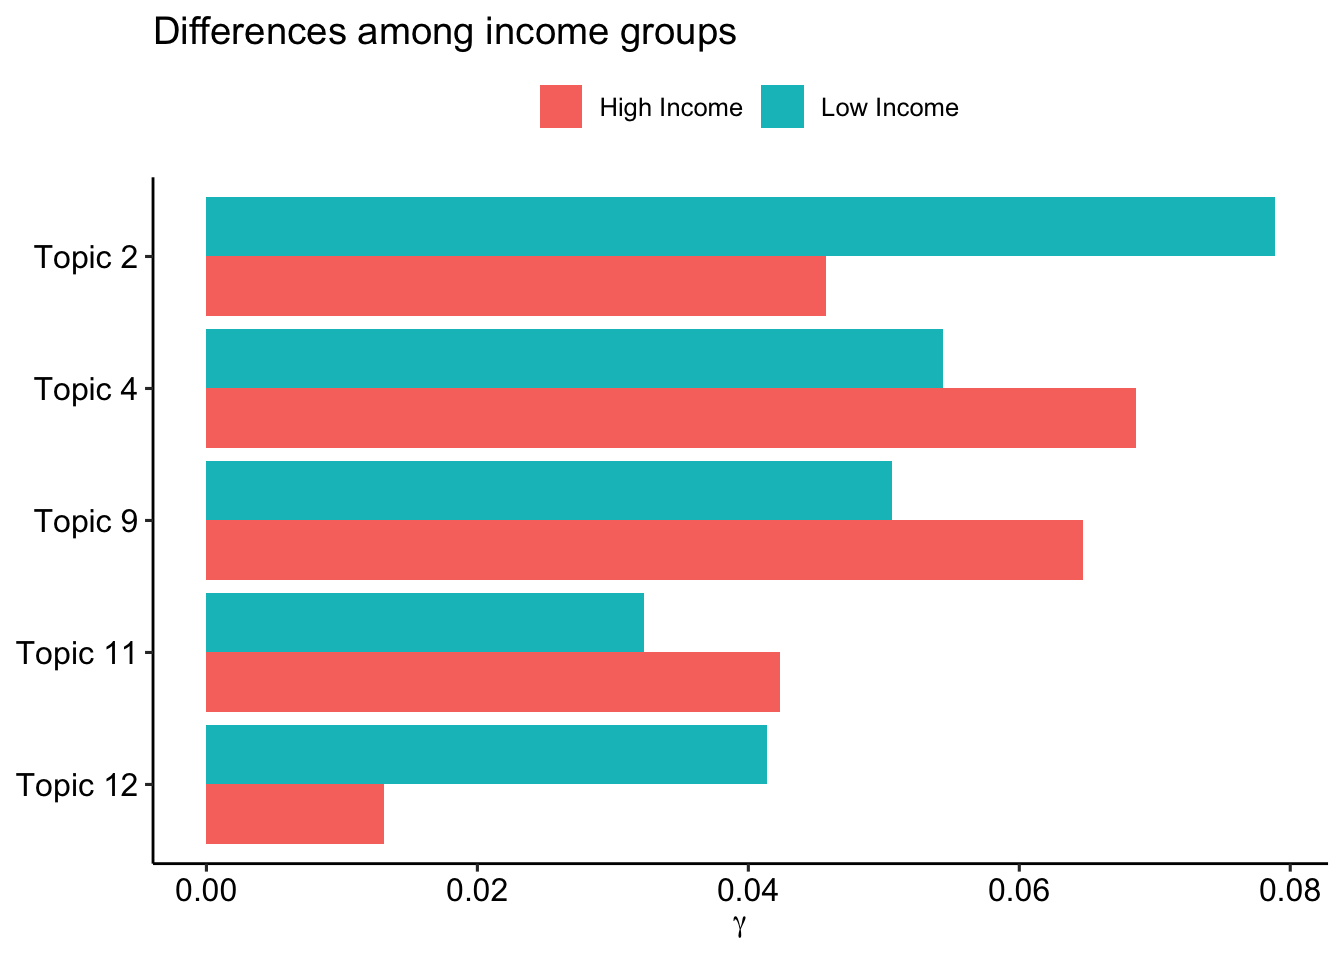 Differences among income groups
High Income Low Income
Topic 2
Topic 4
Topic 9
Topic 11
Topic 12
0.00 0.02 0.04 0.06 0.08
γ